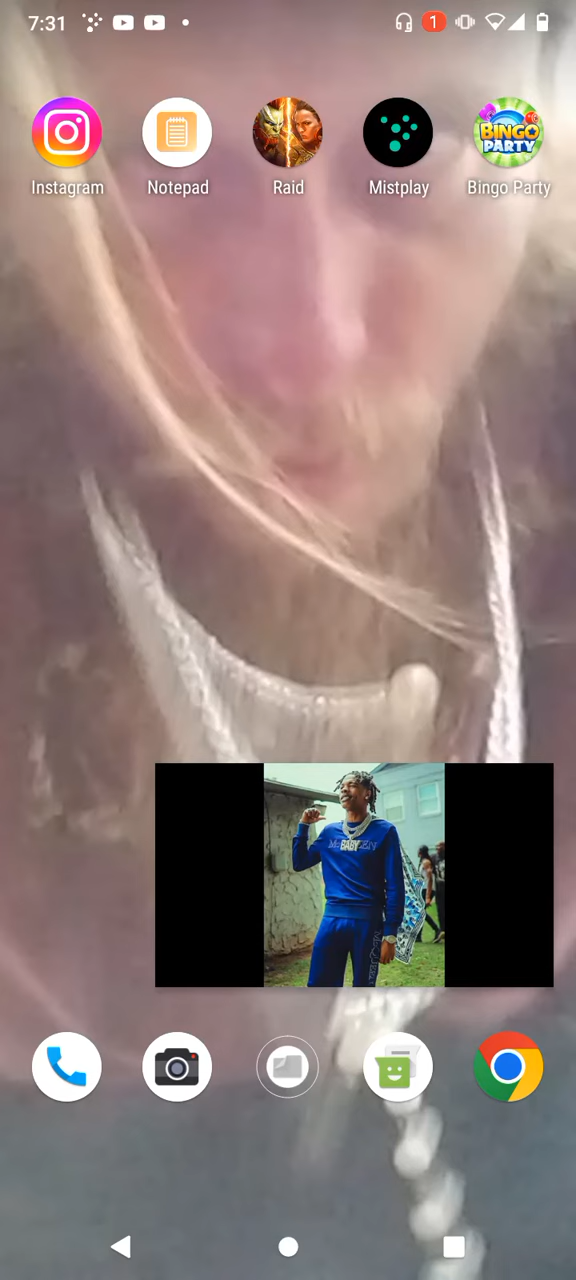 7:31
1
Instagram
Notepad
Raid
Mistplay
Bingo Party
BINGO
PARTY
BABY